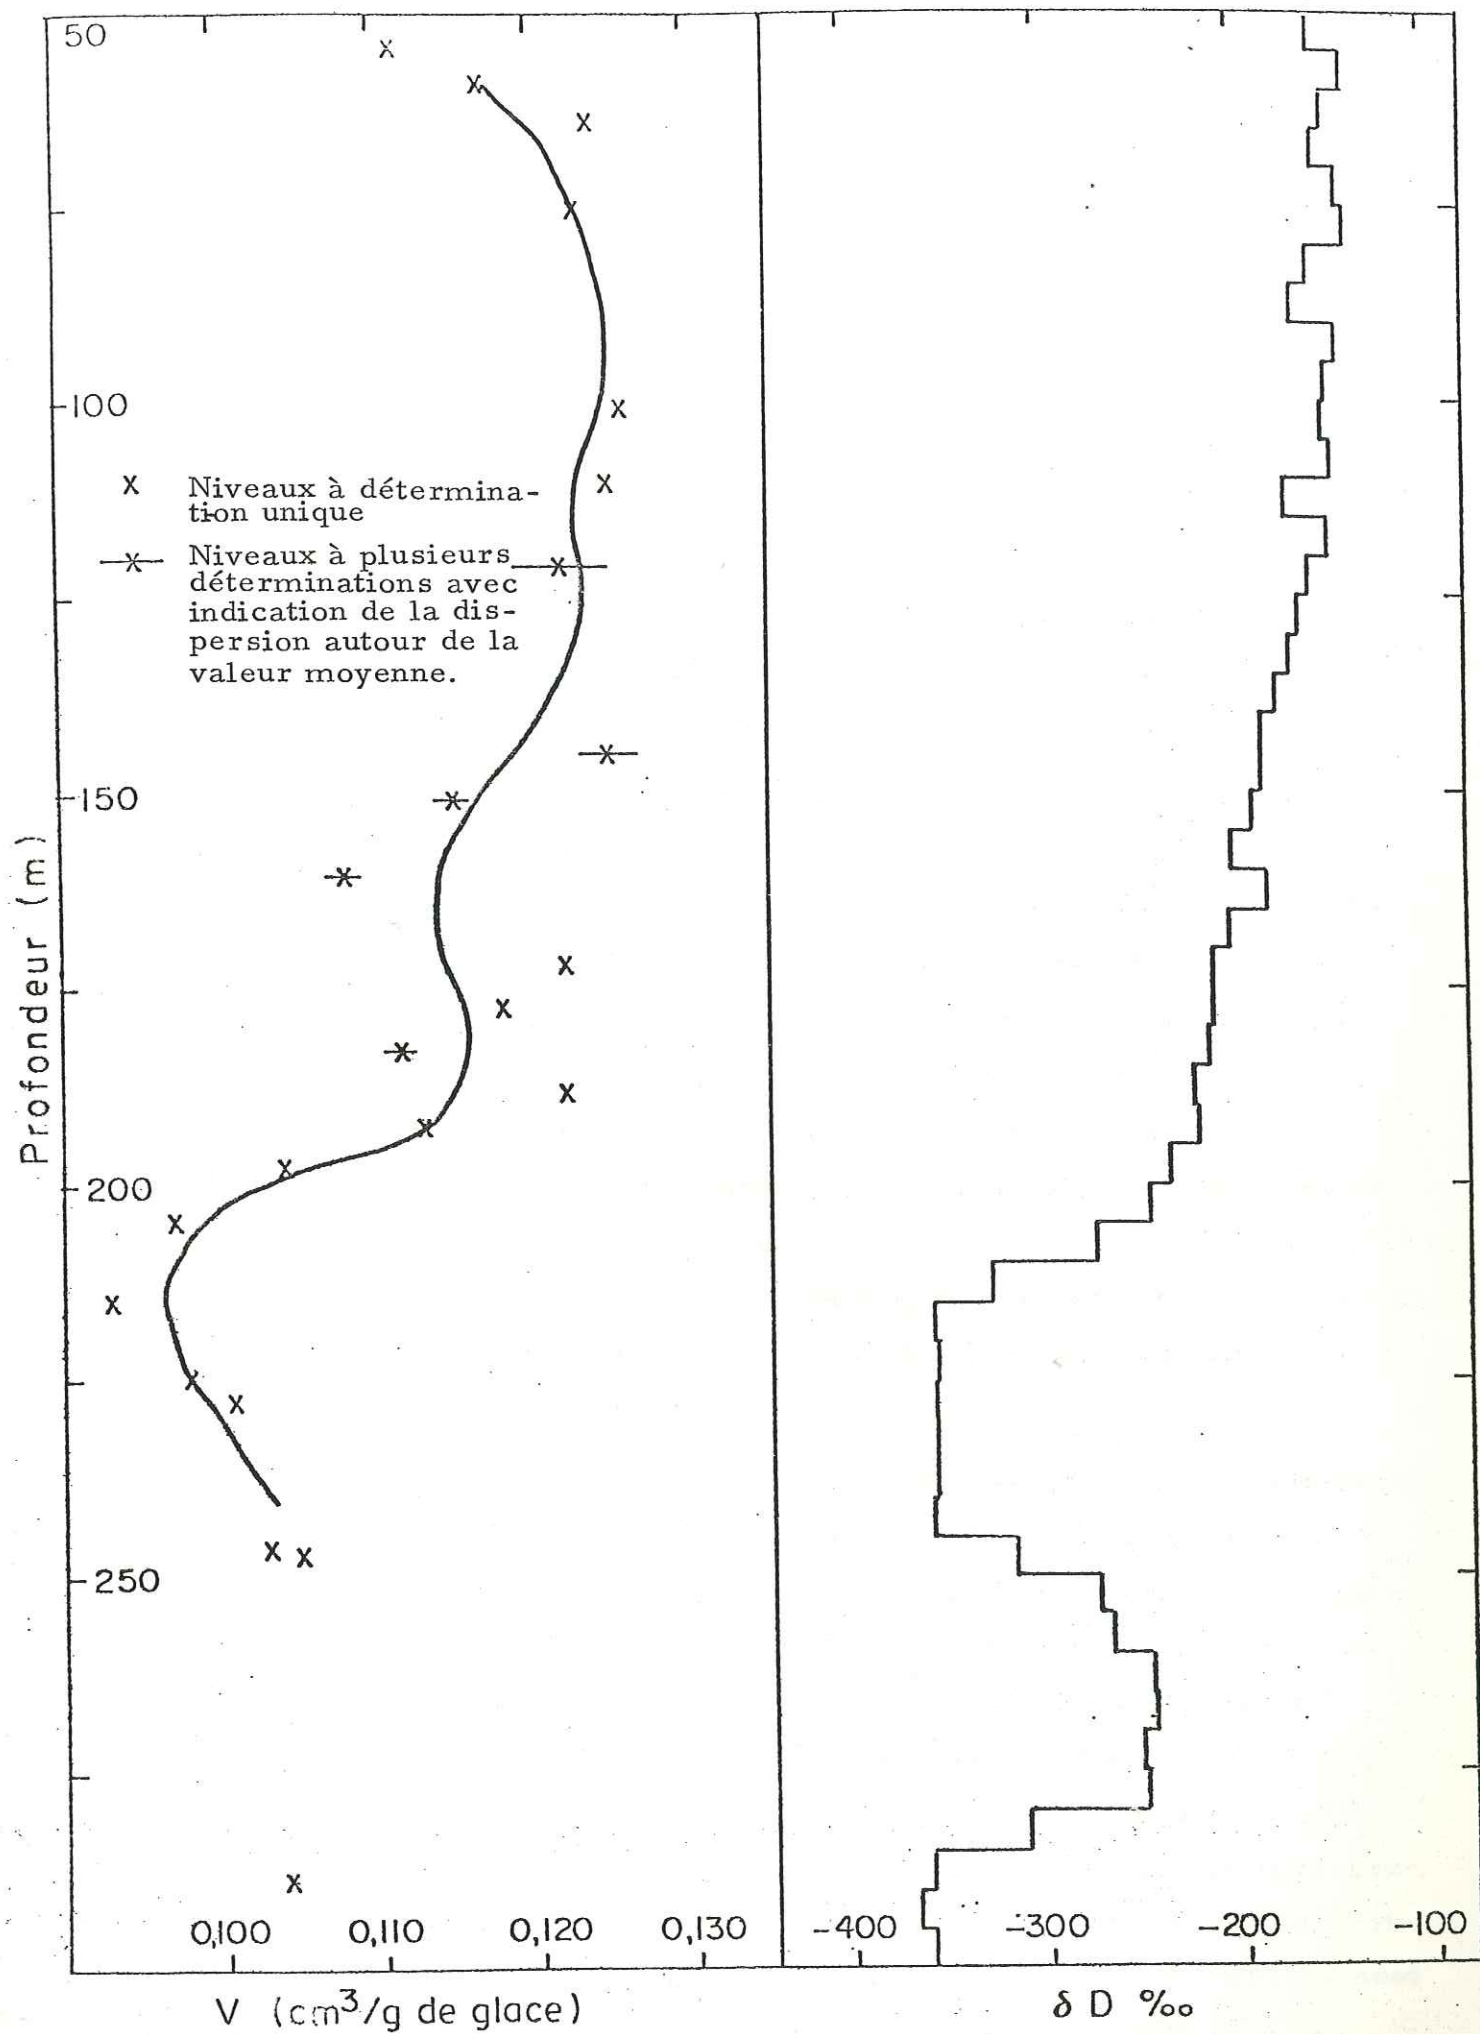 50
100
x Niveaux à détermina-
tion unique
x Niveaux à plusieurs
déterminations avec
indication de la dis-
persion autour de la
valeur moyenne.
150
Profondeur (m)
200
250
0,100 0,110 0,120 0,130 -400 -300 -200 -100
V (cm³/g de glace) δ D ‰